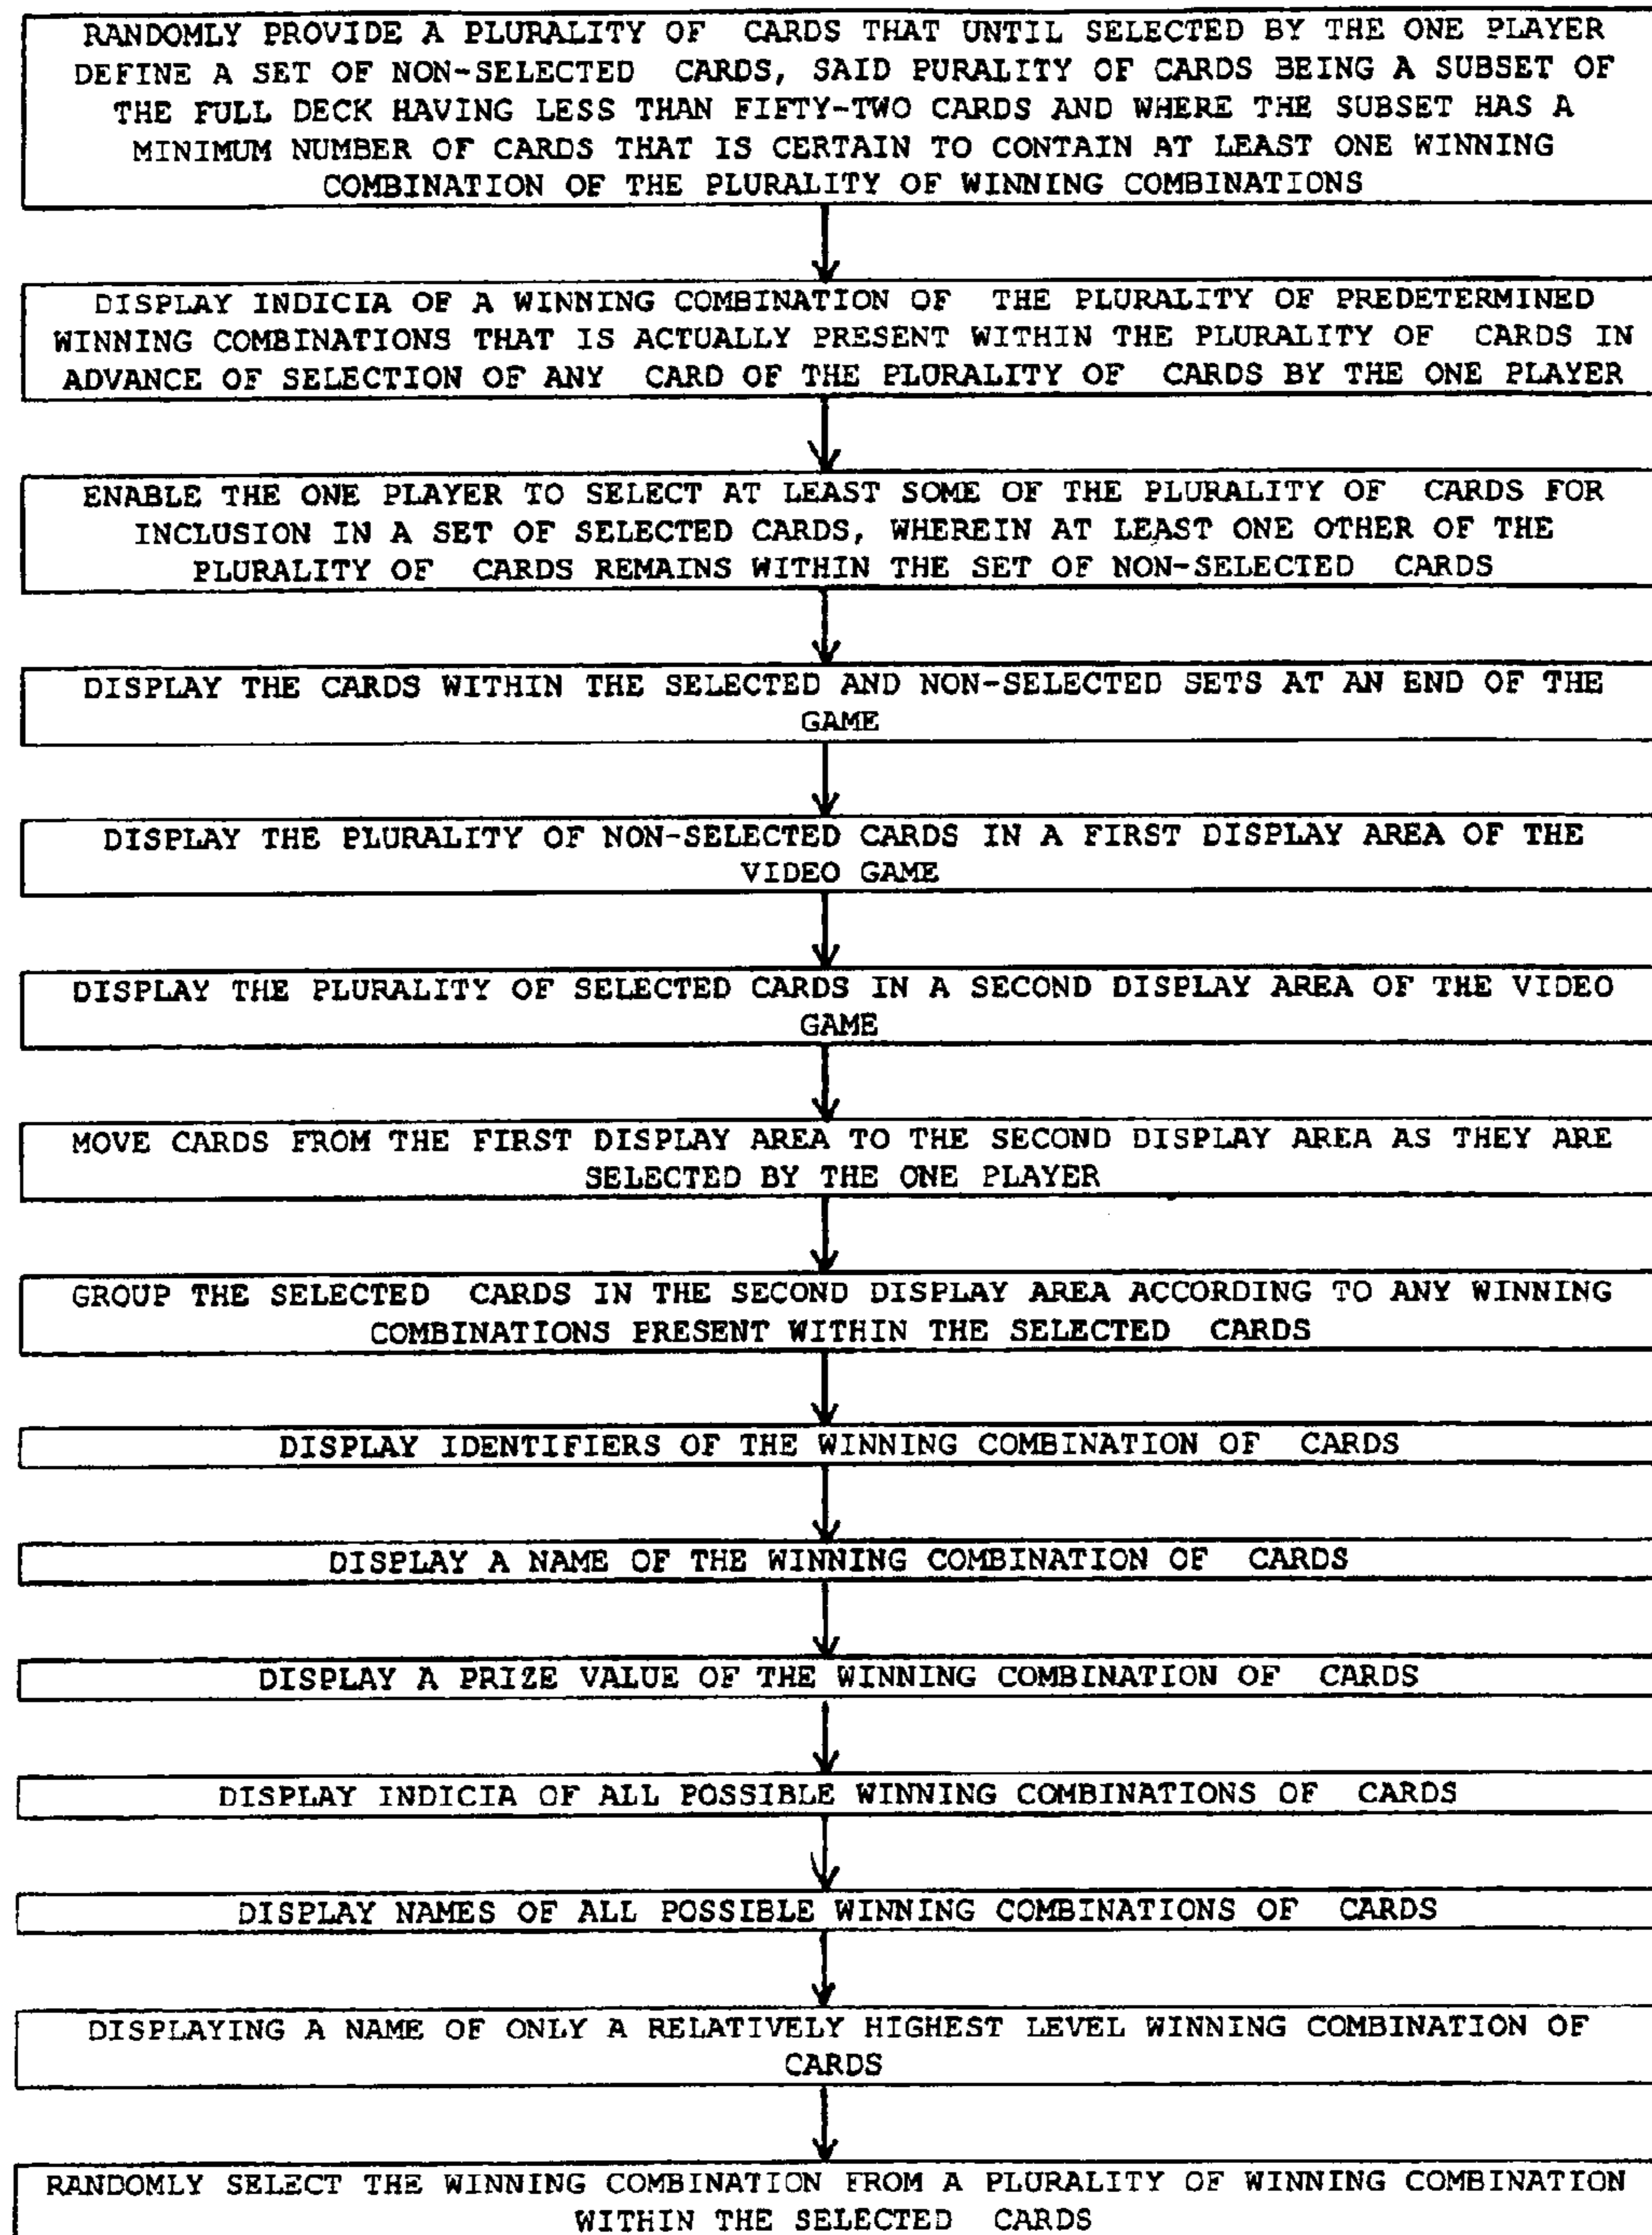 RANDOMLY PROVIDE A PLURALITY OF CARDS THAT UNTIL SELECTED BY THE ONE PLAYER
DEFINE A SET OF NON-SELECTED CARDS, SAID PURALITY OF CARDS BEING A SUBSET OF
THE FULL DECK HAVING LESS THAN FIFTY-TWO CARDS AND WHERE THE SUBSET HAS A
MINIMUM NUMBER OF CARDS THAT IS CERTAIN TO CONTAIN AT LEAST ONE WINNING
COMBINATION OF THE PLURALITY OF WINNING COMBINATIONS
DISPLAY INDICIA OF A WINNING COMBINATION OF THE PLURALITY OF PREDETERMINED
WINNING COMBINATIONS THAT IS ACTUALLY PRESENT WITHIN THE PLURALITY OF CARDS IN
ADVANCE OF SELECTION OF ANY CARD OF THE PLURALITY OF CARDS BY THE ONE PLAYER
ENABLE THE ONE PLAYER TO SELECT AT LEAST SOME OF THE PLURALITY OF CARDS FOR
INCLUSION IN A SET OF SELECTED CARDS, WHEREIN AT LEAST ONE OTHER OF THE
PLURALITY OF CARDS REMAINS WITHIN THE SET OF NON-SELECTED CARDS
DISPLAY THE CARDS WITHIN THE SELECTED AND NON-SELECTED SETS AT AN END OF THE
GAME
DISPLAY THE PLURALITY OF NON-SELECTED CARDS IN A FIRST DISPLAY AREA OF THE
VIDEO GAME
DISPLAY THE PLURALITY OF SELECTED CARDS IN A SECOND DISPLAY AREA OF THE VIDEO
GAME
MOVE CARDS FROM THE FIRST DISPLAY AREA TO THE SECOND DISPLAY AREA AS THEY ARE
SELECTED BY THE ONE PLAYER
GROUP THE SELECTED CARDS IN THE SECOND DISPLAY AREA ACCORDING TO ANY WINNING
COMBINATIONS PRESENT WITHIN THE SELECTED CARDS
DISPLAY IDENTIFIERS OF THE WINNING COMBINATION OF CARDS
DISPLAY A NAME OF THE WINNING COMBINATION OF CARDS
DISPLAY A PRIZE VALUE OF THE WINNING COMBINATION OF CARDS
DISPLAY INDICIA OF ALL POSSIBLE WINNING COMBINATIONS OF CARDS
DISPLAY NAMES OF ALL POSSIBLE WINNING COMBINATIONS OF CARDS
DISPLAYING A NAME OF ONLY A RELATIVELY HIGHEST LEVEL WINNING COMBINATION OF
CARDS
RANDOMLY SELECT THE WINNING COMBINATION FROM A PLURALITY OF WINNING COMBINATION
WITHIN THE SELECTED CARDS